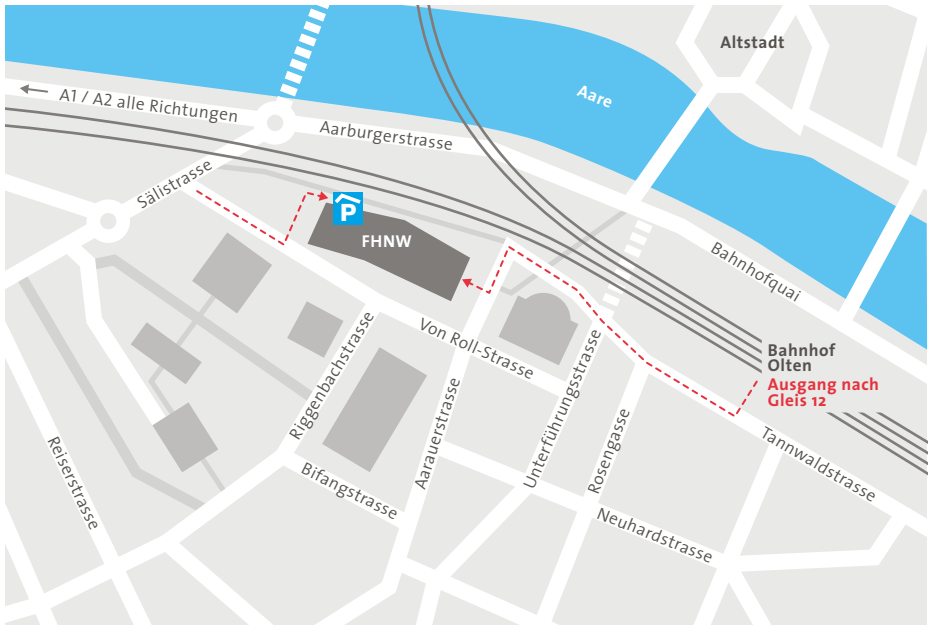 Altstadt
Aare
A1 / A2 alle Richtungen
Aarburgerstrasse
Sälistrasse
P
FHNW
Bahnhofquai
Von Roll-Strasse
Bahnhof
Olten
Ausgang nach
Gleis 12
Riggenbachstrasse
Aarauerstrasse
Unterführungsstrasse
Rosengasse
Tannwaldstrasse
Reiserstrasse
Bifangstrasse
Neuhardstrasse